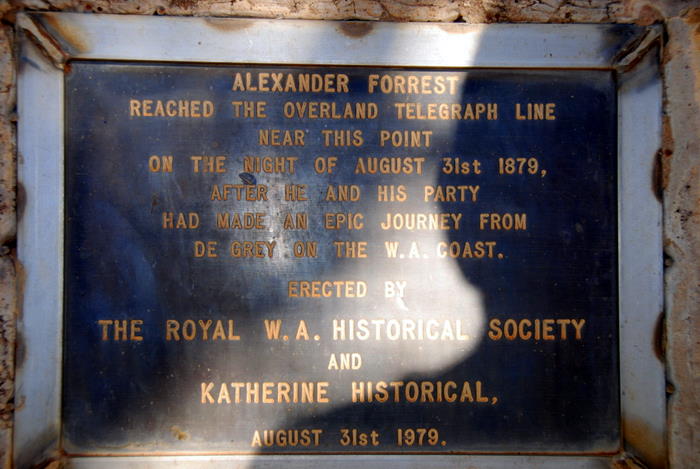 ALEXANDER FORREST
REACHED THE OVERLAND TELEGRAPH LINE
NEAR THIS POINT
ON THE NIGHT OF AUGUST 31st 1879,
AFTER HE AND HIS PARTY
HAD MADE AN EPIC JOURNEY FROM
DE GREY ON THE W.A. COAST.
ERECTED BY
THE ROYAL W.A. HISTORICAL SOCIETY
AND
KATHERINE HISTORICAL,
AUGUST 31st 1979.